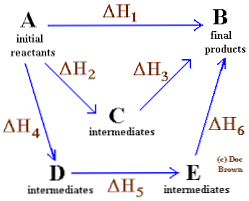 ΔH₁
A
B
initial
reactants
final
products
ΔH₂
ΔH₃
C
intermediates
ΔH₄
ΔH₆
(c) Doc
Brown
D
E
intermediates
ΔH₅
intermediates